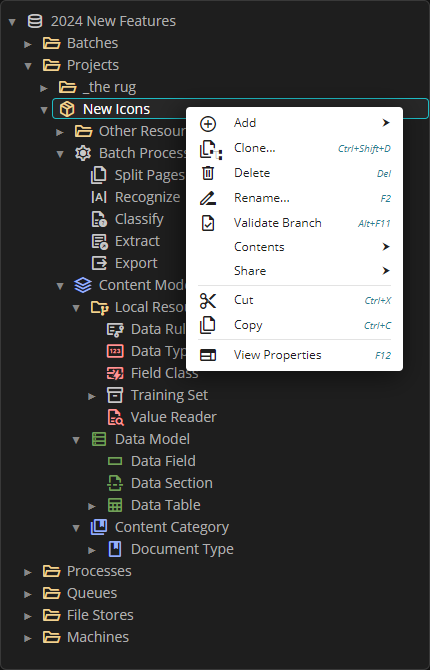 2024 New Features
Batches
Projects
_the rug
New Icons
Other Resour
Batch Proces
Split Pages
Recognize
Classify
Extract
Export
Content Mode
Local Resou
Data Rul
Data Typ
Field Class
Training Set
Value Reader
Data Model
Data Field
Data Section
Data Table
Content Category
Document Type
Processes
Queues
File Stores
Machines
Add
Clone... Ctrl+Shift+D
Delete Del
Rename... F2
Validate Branch Alt+F11
Contents
Share
Cut Ctrl+X
Copy Ctrl+C
View Properties F12